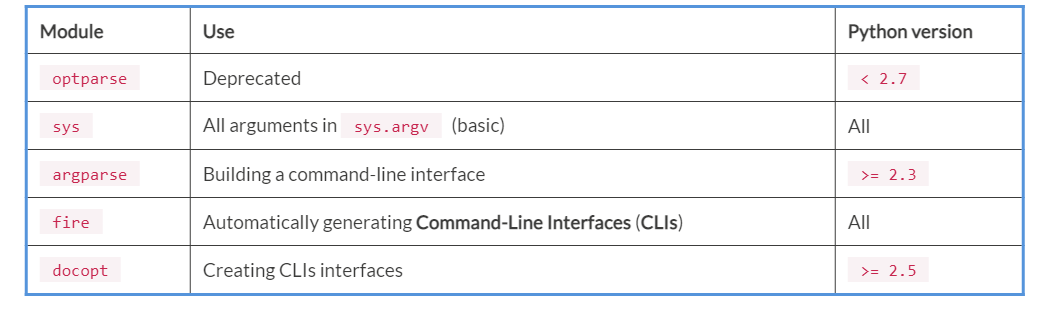 Module Use Python version
optparse Deprecated < 2.7
sys All arguments in sys.argv (basic) All
argparse Building a command-line interface >= 2.3
fire Automatically generating Command-Line Interfaces (CLIs) All
docopt Creating CLIs interfaces >= 2.5